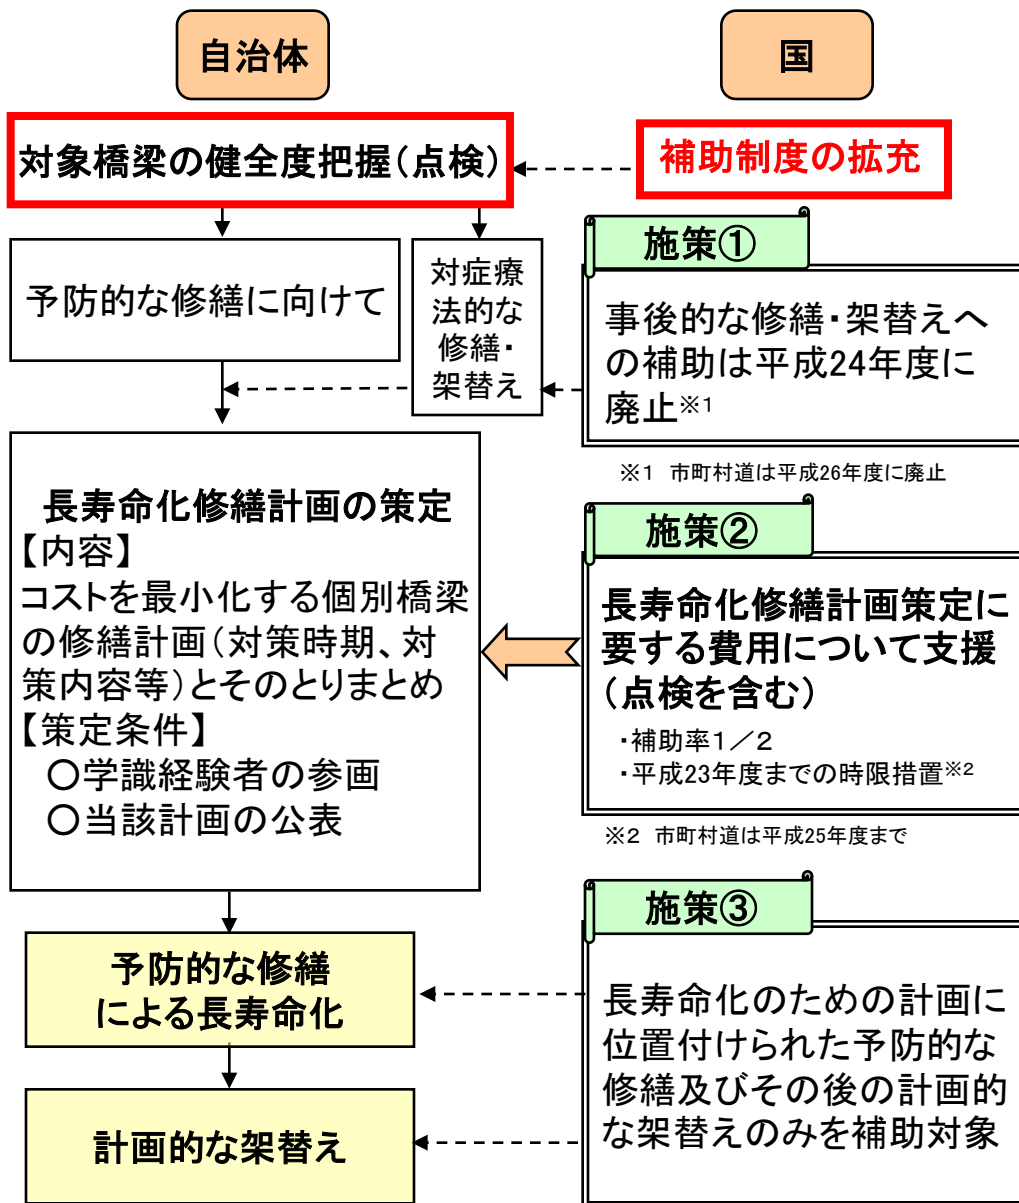 自治体
国
対象橋梁の健全度把握（点検）
補助制度の拡充
予防的な修繕に向けて
対症療
法的な
修繕・
架替え
施策①
事後的な修繕・架替えへ
の補助は平成24年度に
廃止※1
※1 市町村道は平成26年度に廃止
長寿命化修繕計画の策定
【内容】
コストを最小化する個別橋梁
の修繕計画（対策時期、対
策内容等）とそのとりまとめ
【策定条件】
○学識経験者の参画
○当該計画の公表
施策②
長寿命化修繕計画策定に
要する費用について支援
（点検を含む）
・補助率１／２
・平成23年度までの時限措置※2
※2 市町村道は平成25年度まで
予防的な修繕
による長寿命化
計画的な架替え
施策③
長寿命化のための計画に
位置付けられた予防的な
修繕及びその後の計画的
な架替えのみを補助対象